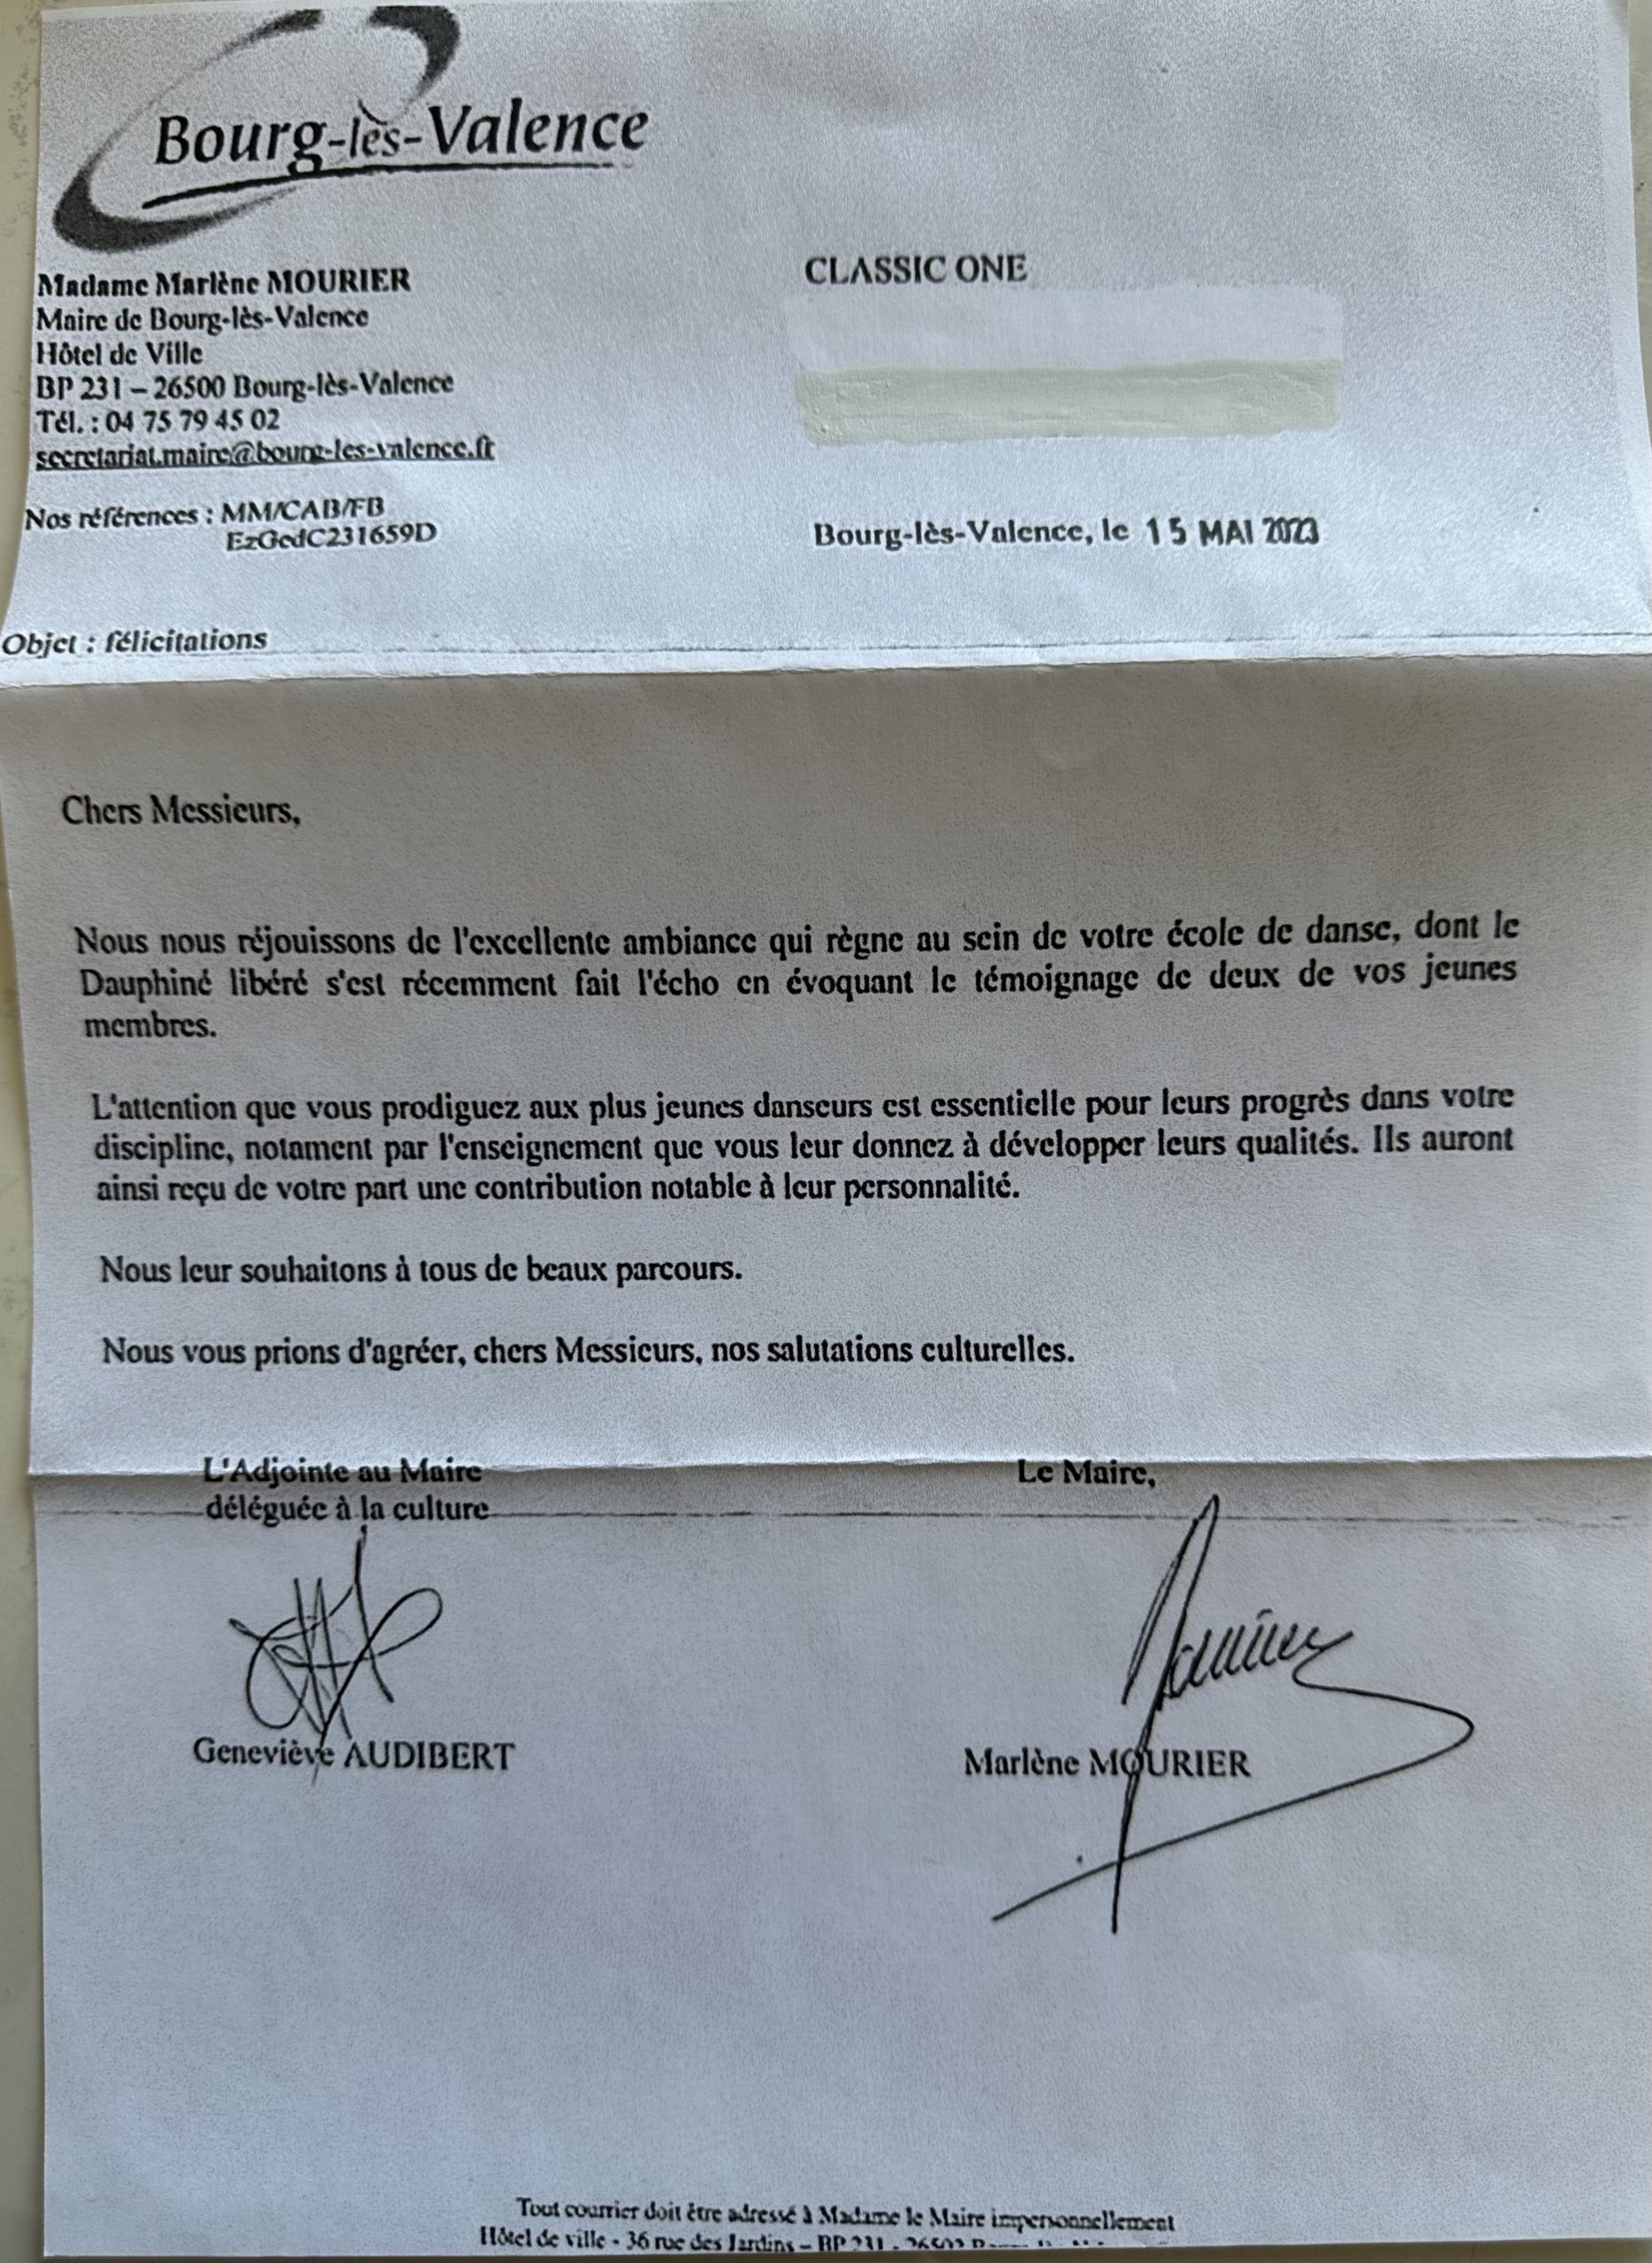 Bourg-lès-Valence
Madame Marlène MOURIER
Maire de Bourg-lès-Valence
Hôtel de Ville
BP 231 – 26500 Bourg-lès-Valence
Tél. : 04 75 79 45 02
secretariat.maire@bourg-les-valence.fr
CLASSIC ONE
Nos références : MM/CAB/FB
EzGedC231659D
Bourg-lès-Valence, le 15 MAI 2023
Objet : félicitations
Chers Messieurs,
Nous nous réjouissons de l'excellente ambiance qui règne au sein de votre école de danse, dont le
Dauphiné libéré s'est récemment fait l'écho en évoquant le témoignage de deux de vos jeunes
membres.
L'attention que vous prodiguez aux plus jeunes danseurs est essentielle pour leurs progrès dans votre
discipline, notament par l'enseignement que vous leur donnez à développer leurs qualités. Ils auront
ainsi reçu de votre part une contribution notable à leur personnalité.
Nous leur souhaitons à tous de beaux parcours.
Nous vous prions d'agréer, chers Messieurs, nos salutations culturelles.
L'Adjointe au Maire
déléguée à la culture
Geneviève AUDIBERT
Le Maire,
Marlène MOURIER
Tout courrier doit être adressé à Madame le Maire impersonnellement
Hôtel de ville - 36 rue des Jardins – BP 231 -